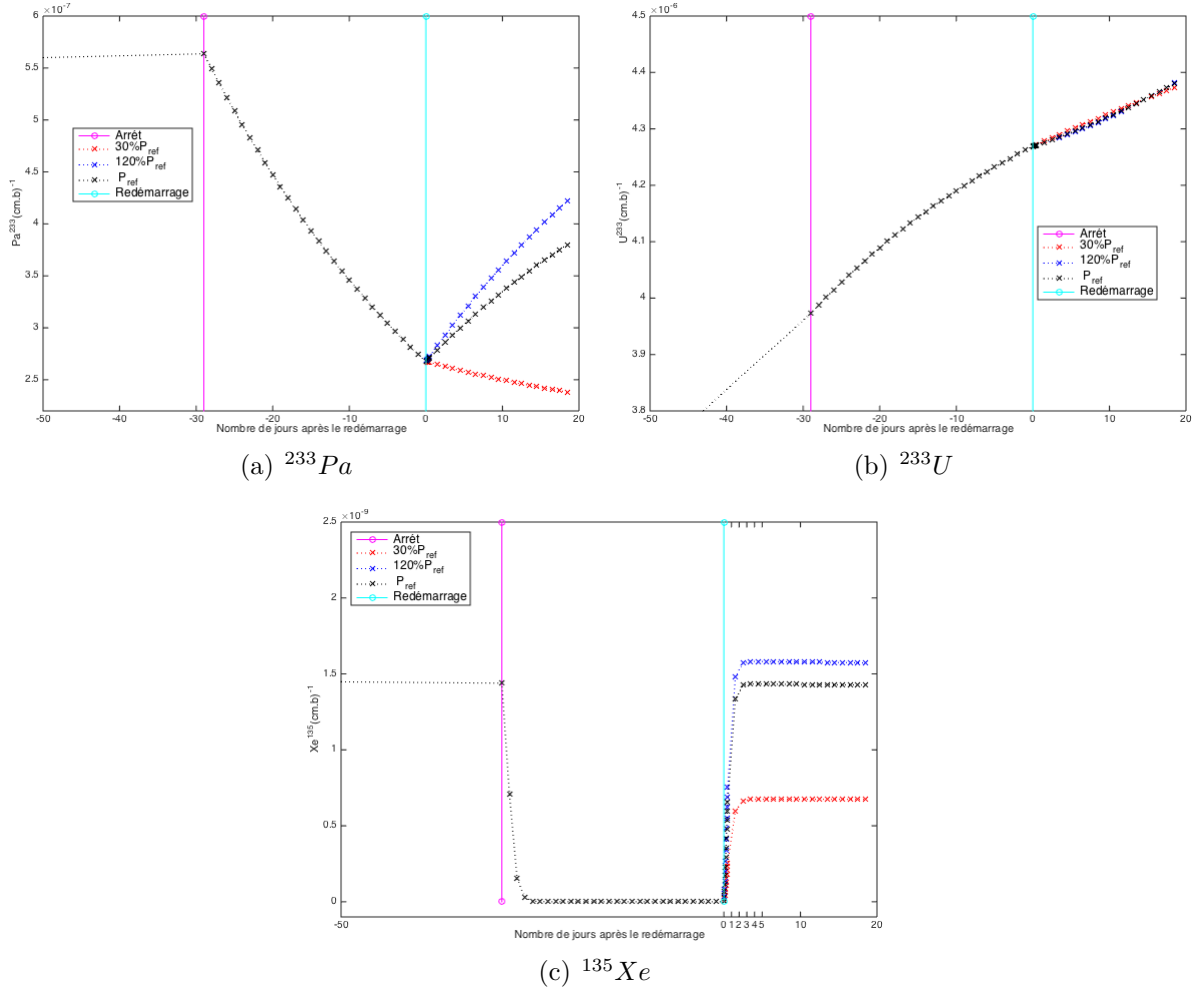 ×10⁻⁷
6
5.5
5
4.5
4
3.5
3
2.5
Pa²³³(cm.b)⁻¹
Arrêt
30%P_ref
120%P_ref
P_ref
Redémarrage
-50 -40 -30 -20 -10 0 10 20
Nombre de jours après le redémarrage
(a) ²³³Pa
×10⁻⁶
4.5
4.4
4.3
4.2
4.1
4
3.9
3.8
U²³³(cm.b)⁻¹
Arrêt
30%P_ref
120%P_ref
P_ref
Redémarrage
-50 -40 -30 -20 -10 0 10 20
Nombre de jours après le redémarrage
(b) ²³³U
×10⁻⁹
2.5
2
1.5
1
0.5
0
Xe¹³⁵(cm.b)⁻¹
Arrêt
30%P_ref
120%P_ref
P_ref
Redémarrage
-50 0 1 2 3 4 5 10 20
Nombre de jours après le redémarrage
(c) ¹³⁵Xe